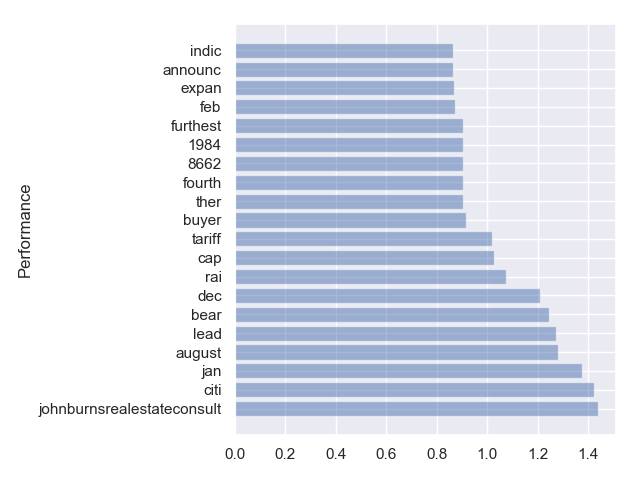 indic
announc
expan
feb
furthest
1984
8662
fourth
ther
buyer
tariff
cap
rai
dec
bear
lead
august
jan
citi
johnburnsrealestateconsult
Performance
0.0 0.2 0.4 0.6 0.8 1.0 1.2 1.4